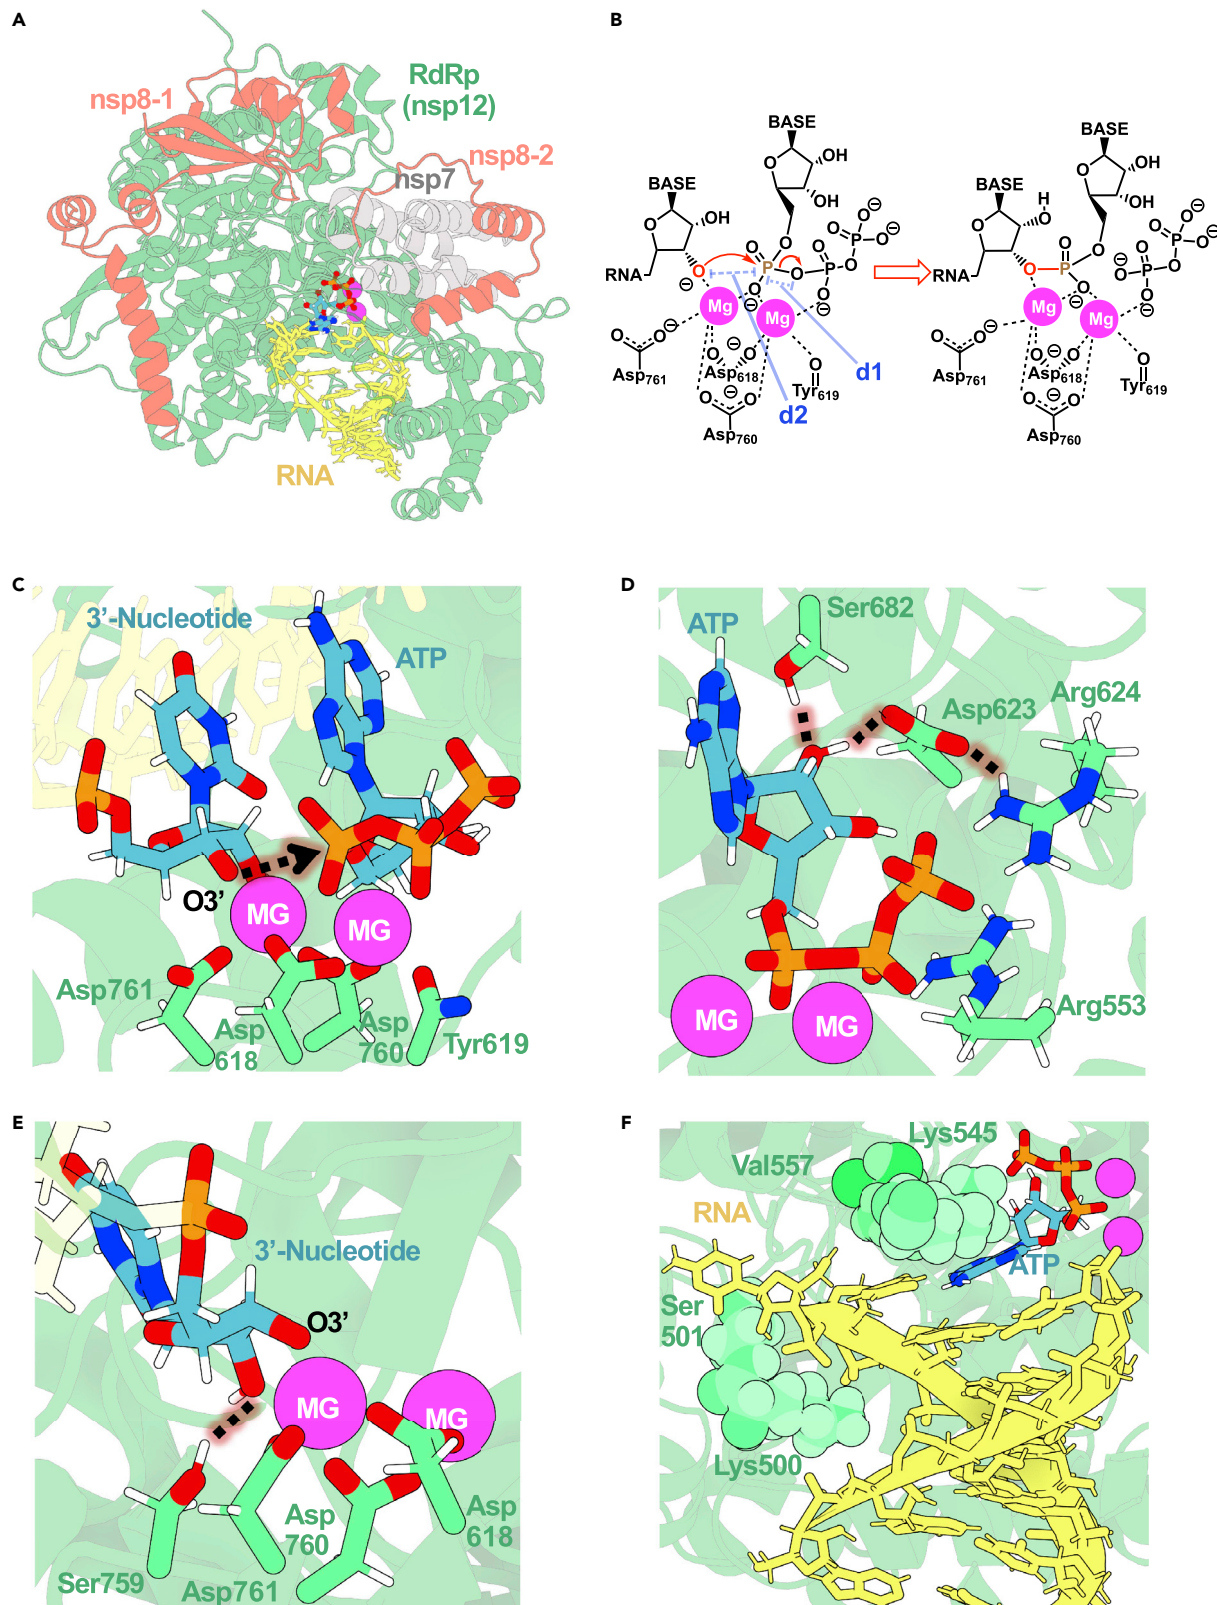 A
RdRp
(nsp12)
nsp8-1
nsp8-2
nsp7
RNA
B
BASE
BASE
O
OH
OH
O
O
O
P
O
P
O
P
O
O
O
O
RNA
Mg
Mg
O
O
Asp761
O
O
Asp618
O
O
Asp760
O
Tyr619
d1
d2
BASE
BASE
O
OH
OH
H
O
O
O
O
P
O
O
RNA
O
P
O
O
O
P
O
O
Mg
Mg
O
O
Asp761
O
O
Asp618
O
O
Asp760
O
Tyr619
C
3’-Nucleotide
ATP
O3’
MG
MG
Asp761
Asp
618
Asp
760
Tyr619
D
Ser682
ATP
Asp623
Arg624
Arg553
MG
MG
E
3’-Nucleotide
O3’
MG
MG
Asp
760
Asp
618
Ser759
Asp761
F
Lys545
Val557
RNA
ATP
Ser
501
Lys500